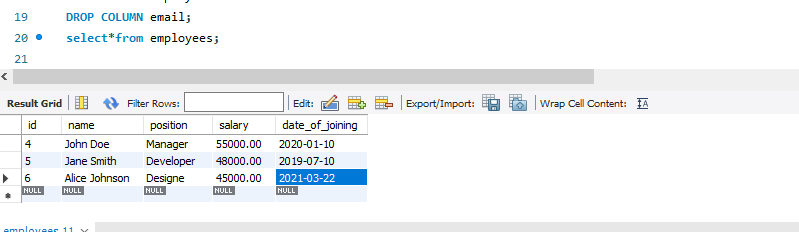 19 DROP COLUMN email;
20 select*from employees;
21
Result Grid Filter Rows: Edit: Export/Import: Wrap Cell Content:
id name position salary date_of_joining
4 John Doe Manager 55000.00 2020-01-10
5 Jane Smith Developer 48000.00 2019-07-10
6 Alice Johnson Designe 45000.00 2021-03-22
NULL NULL NULL NULL NULL
employees 11